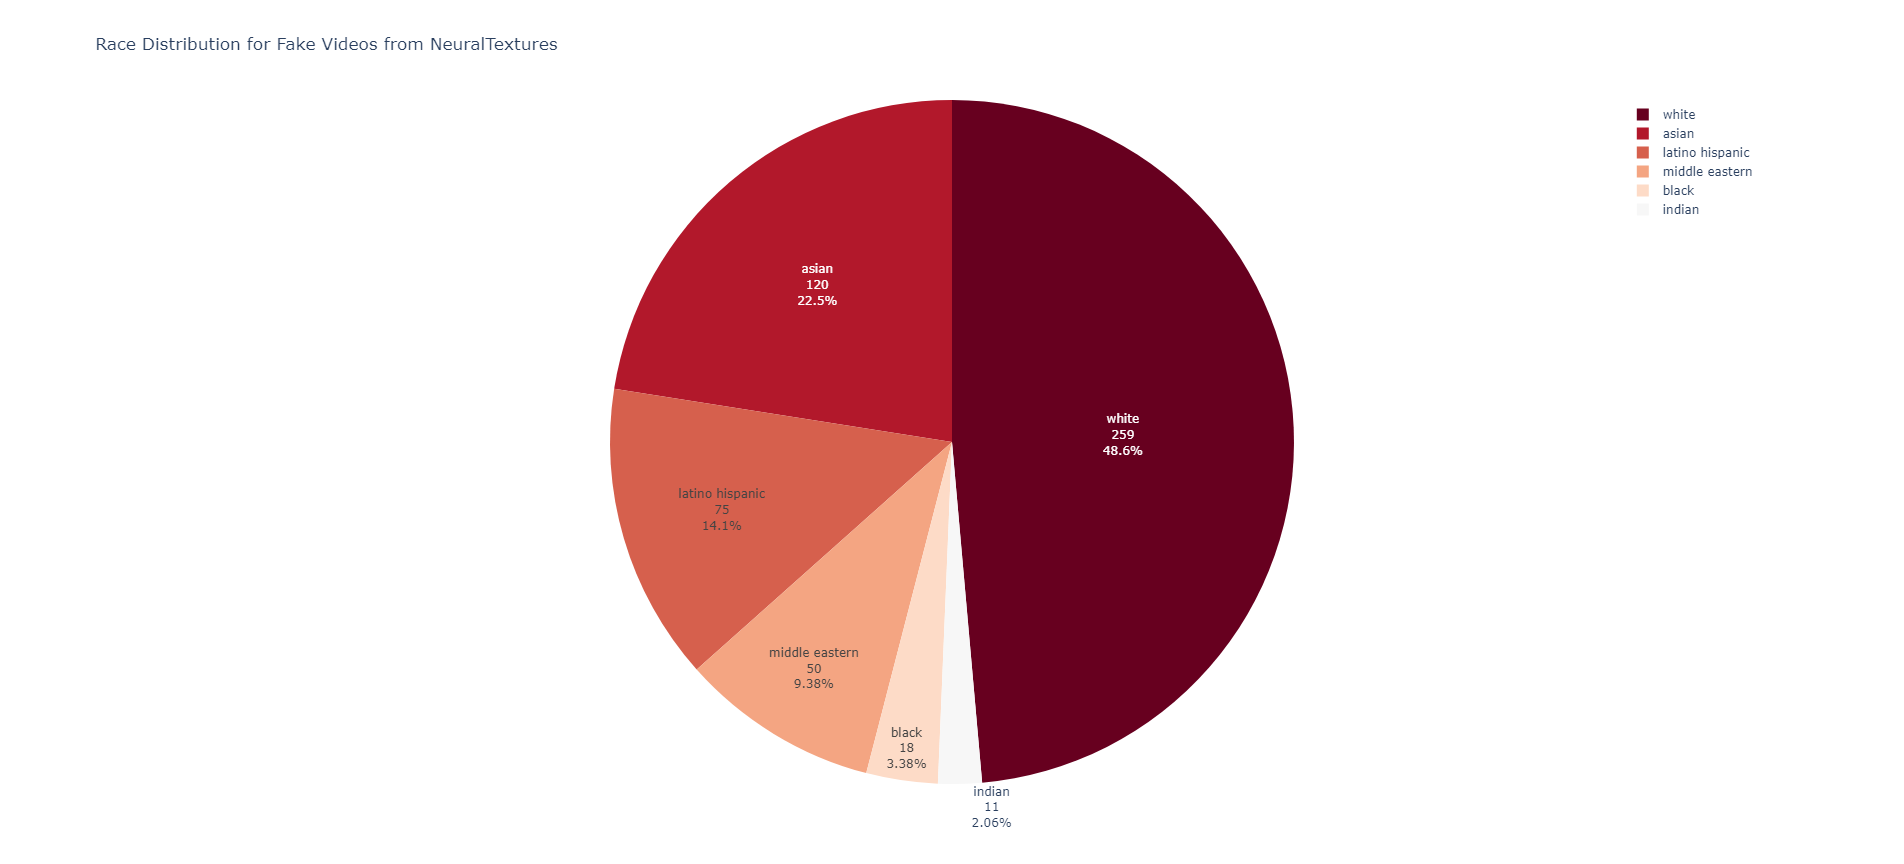 Race Distribution for Fake Videos from NeuralTextures
white
asian
latino hispanic
middle eastern
black
indian
asian
120
22.5%
white
259
48.6%
latino hispanic
75
14.1%
middle eastern
50
9.38%
black
18
3.38%
indian
11
2.06%